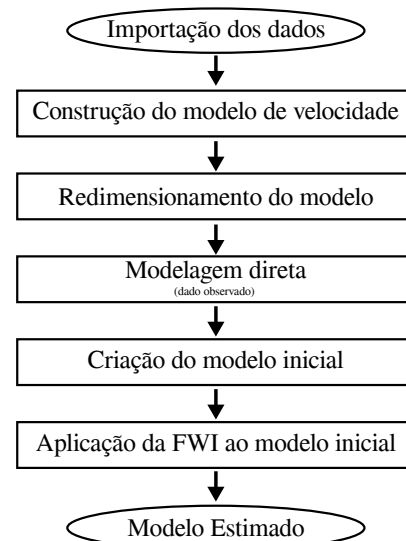 Importação dos dados
Construção do modelo de velocidade
Redimensionamento do modelo
Modelagem direta
(dado observado)
Criação do modelo inicial
Aplicação da FWI ao modelo inicial
Modelo Estimado